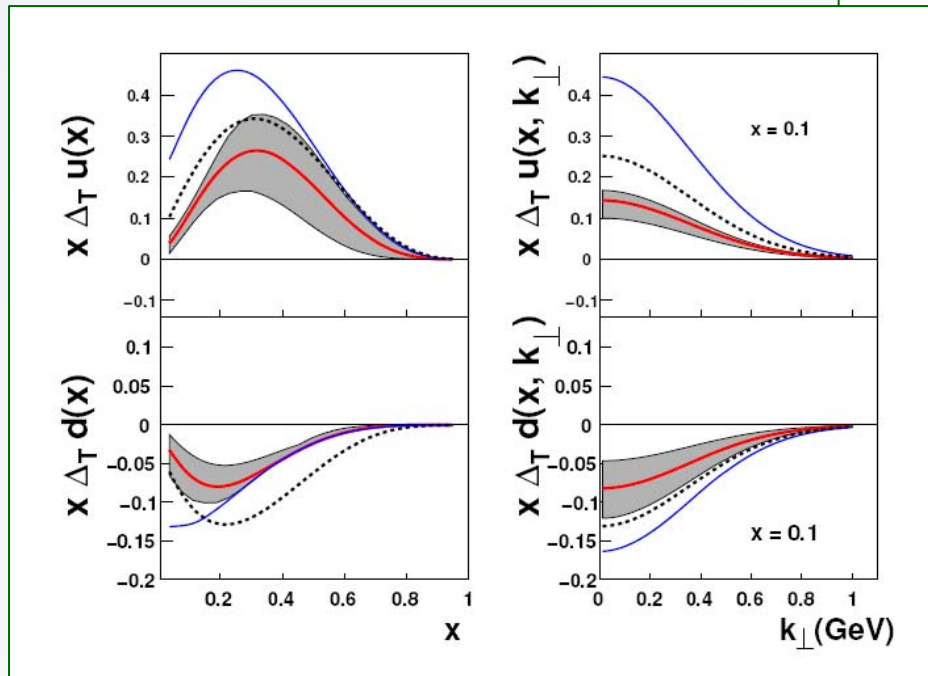 x Δ_T u(x)
0.4
0.3
0.2
0.1
0
−0.1
x Δ_T u(x, k_⊥)
0.4
0.3
0.2
0.1
0
−0.1
x = 0.1
x Δ_T d(x)
0.1
0.05
0
−0.05
−0.1
−0.15
−0.2
0.2 0.4 0.6 0.8 1
x
x Δ_T d(x, k_⊥)
0.1
0.05
0
−0.05
−0.1
−0.15
−0.2
x = 0.1
0 0.2 0.4 0.6 0.8 1
k_⊥(GeV)